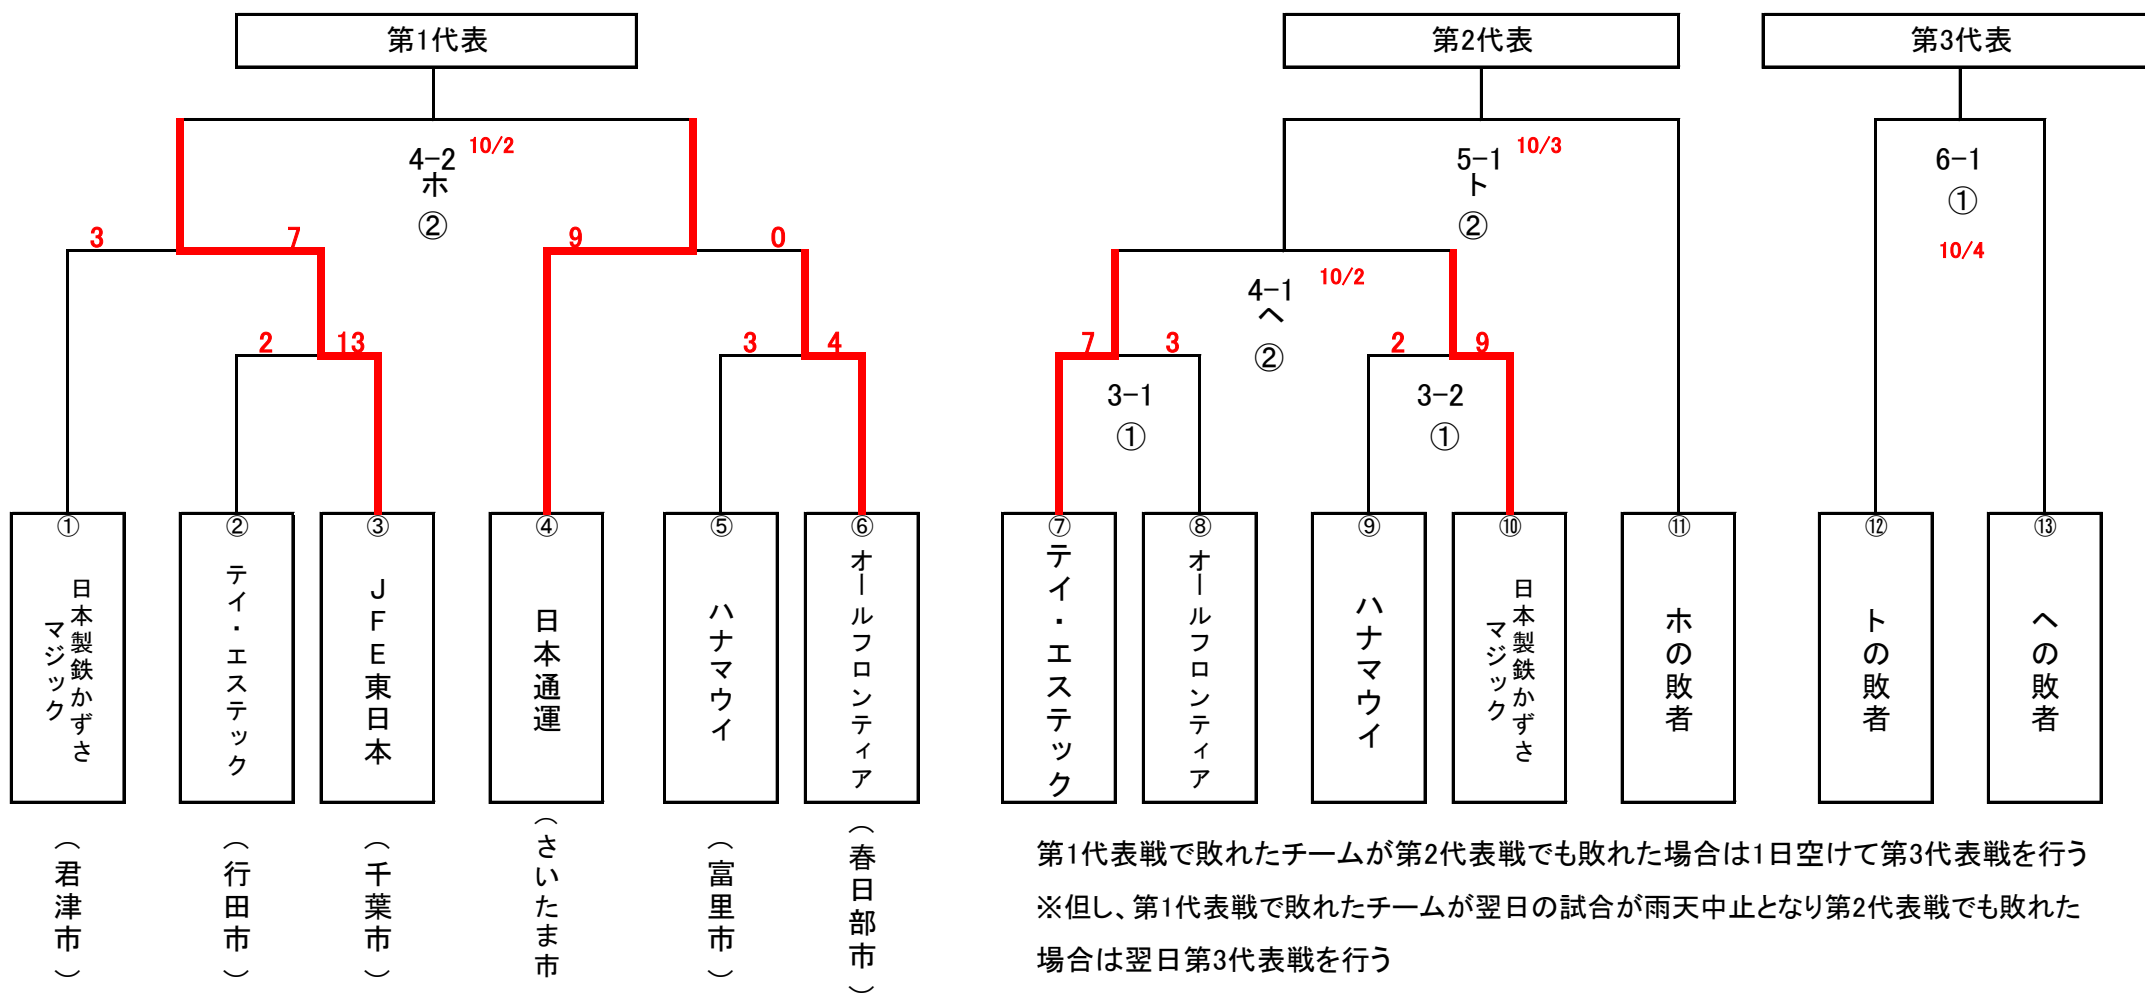 第1代表
第2代表
第3代表
4-2
10/2
ホ
②
5-1
10/3
ト
②
6-1
①
10/4
3
7
9
0
4-1
10/2
ヘ
②
2
13
3
4
7
3
2
9
3-1
①
3-2
①
①
日本製鉄かずさ
マジック
②
テイ・エステック
③
JFE東日本
④
日本通運
⑤
ハナマウイ
⑥
オールフロンティア
⑦
テイ・エステック
⑧
オールフロンティア
⑨
ハナマウイ
⑩
日本製鉄かずさ
マジック
⑪
ホの敗者
⑫
トの敗者
⑬
ヘの敗者
(君津市)
(行田市)
(千葉市)
(さいたま市
(富里市)
(春日部市)
第1代表戦で敗れたチームが第2代表戦でも敗れた場合は1日空けて第3代表戦を行う
※但し、第1代表戦で敗れたチームが翌日の試合が雨天中止となり第2代表戦でも敗れた
場合は翌日第3代表戦を行う